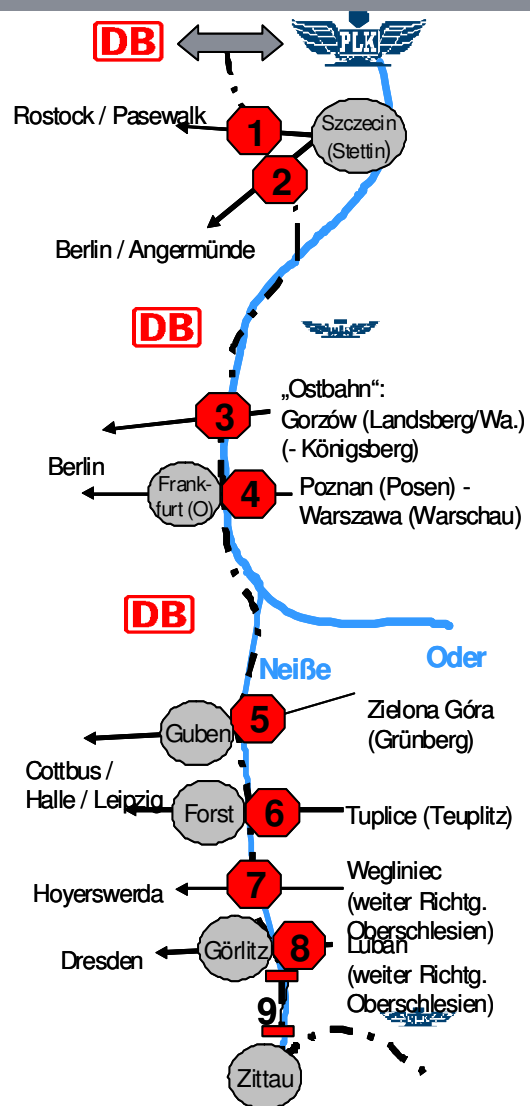 DB
PLK
Rostock / Pasewalk
1
Szczecin
(Stettin)
2
Berlin / Angermünde
DB
3
„Ostbahn“:
Gorzów (Landsberg/Wa.)
(- Königsberg)
Berlin
Frank-
furt (O)
4
Poznan (Posen) -
Warszawa (Warschau)
DB
Neiße
Oder
5
Guben
Zielona Góra
(Grünberg)
Cottbus /
Halle / Leipzig
Forst
6
Tuplice (Teuplitz)
7
Hoyerswerda
Wegliniec
(weiter Richtg.
Oberschlesien)
Görlitz
8
Dresden
Luban
(weiter Richtg.
Oberschlesien)
9
Zittau